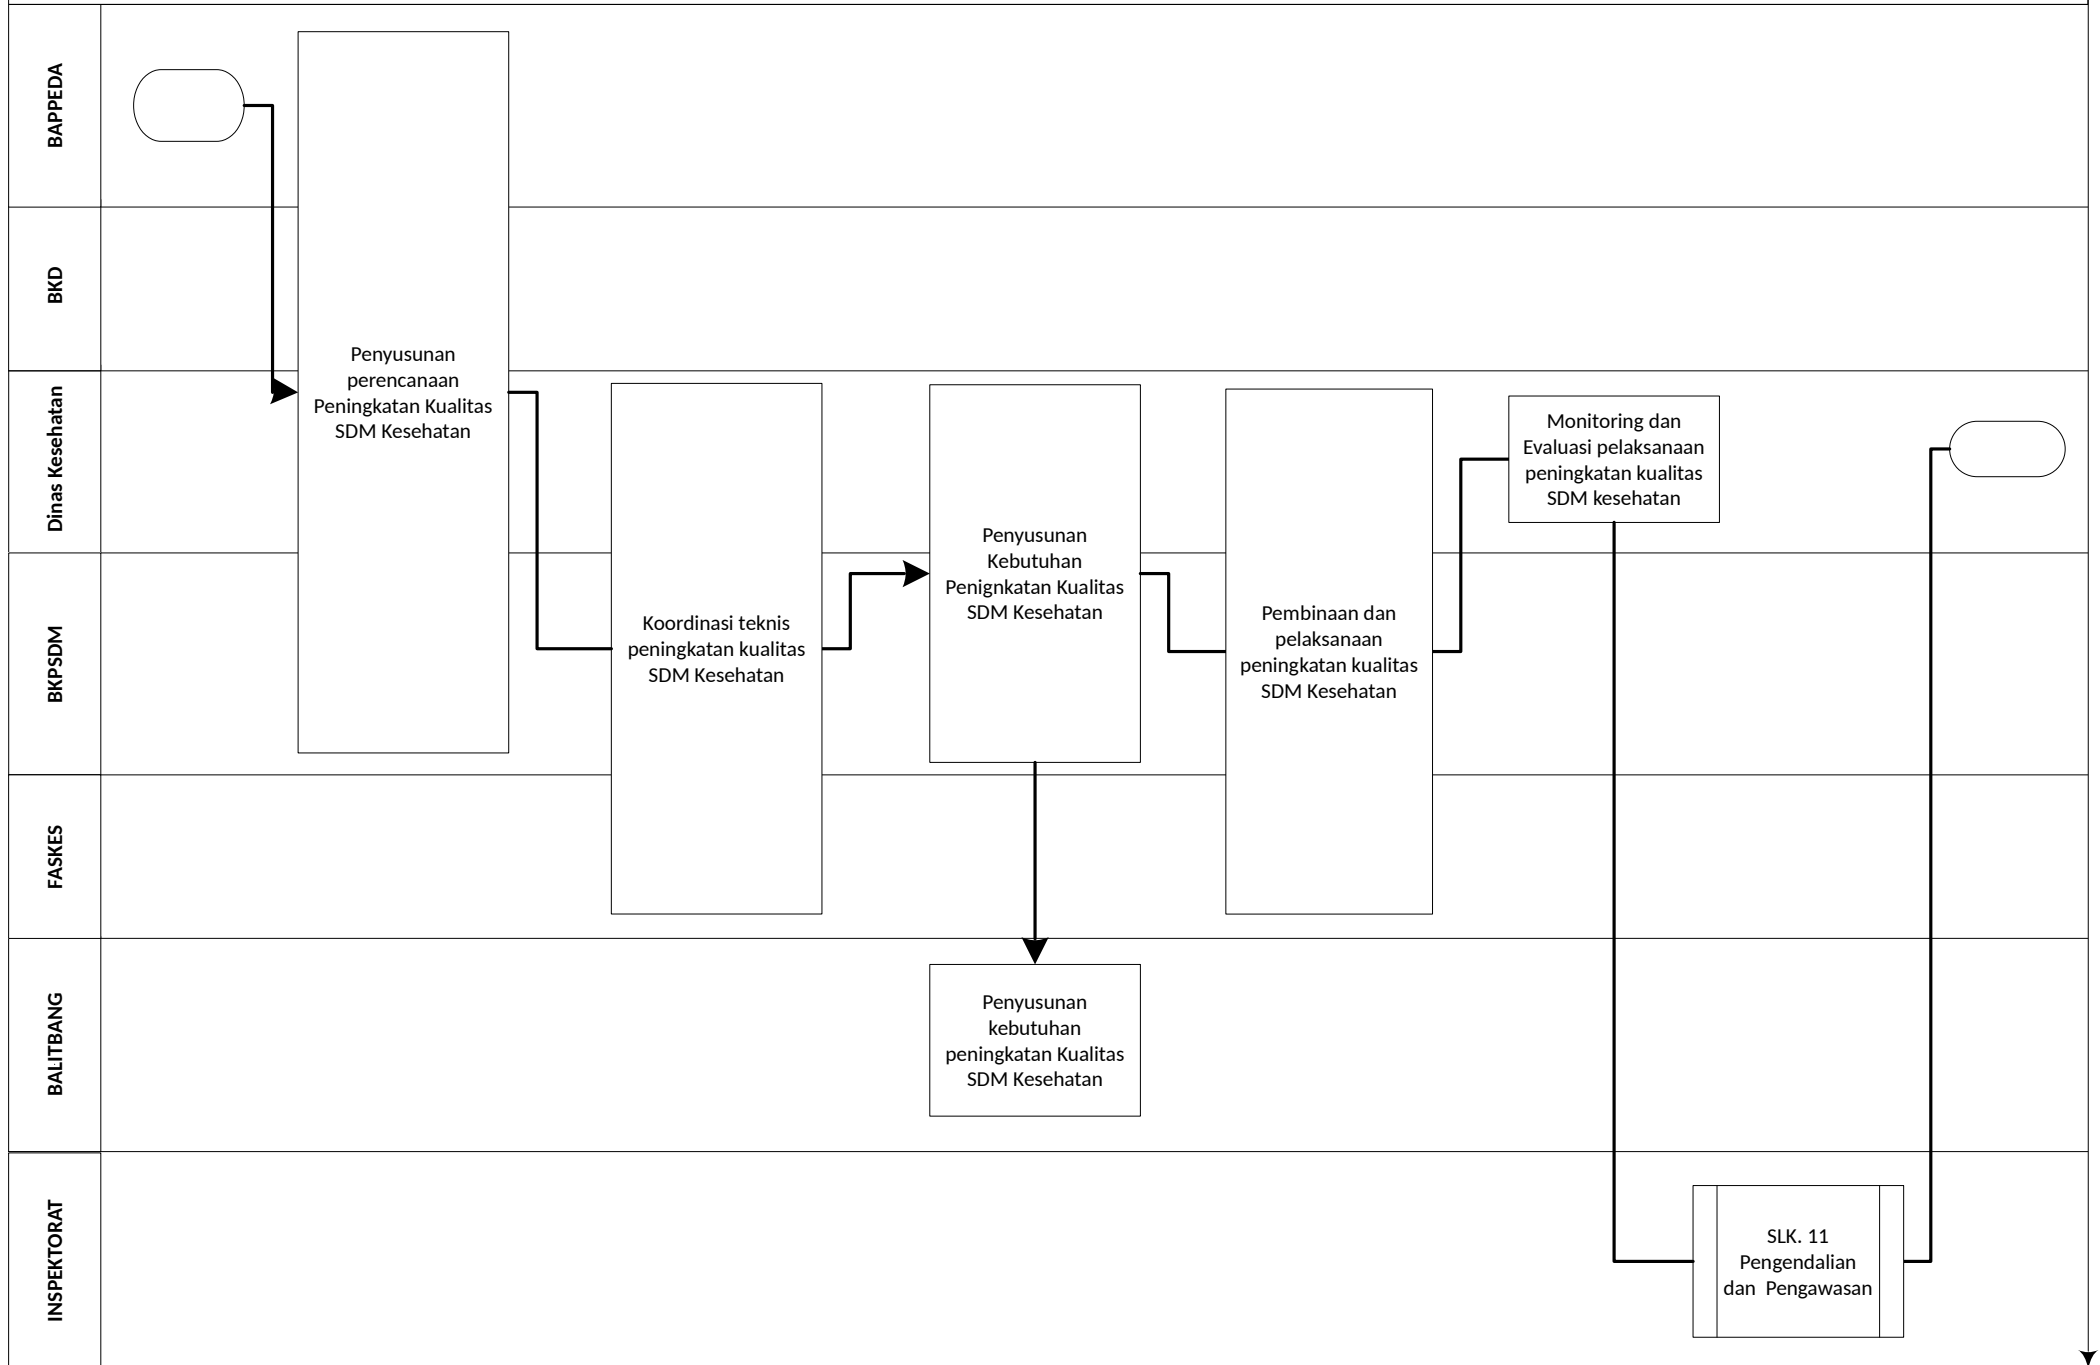 BAPPEDA
BKD
Dinas Kesehatan
BKPSDM
FASKES
BALITBANG
INSPEKTORAT
Penyusunan
perencanaan
Peningkatan Kualitas
SDM Kesehatan
Koordinasi teknis
peningkatan kualitas
SDM Kesehatan
Penyusunan
Kebutuhan
Penignkatan Kualitas
SDM Kesehatan
Penyusunan
kebutuhan
peningkatan Kualitas
SDM Kesehatan
Pembinaan dan
pelaksanaan
peningkatan kualitas
SDM Kesehatan
Monitoring dan
Evaluasi pelaksanaan
peningkatan kualitas
SDM kesehatan
SLK. 11
Pengendalian
dan  Pengawasan